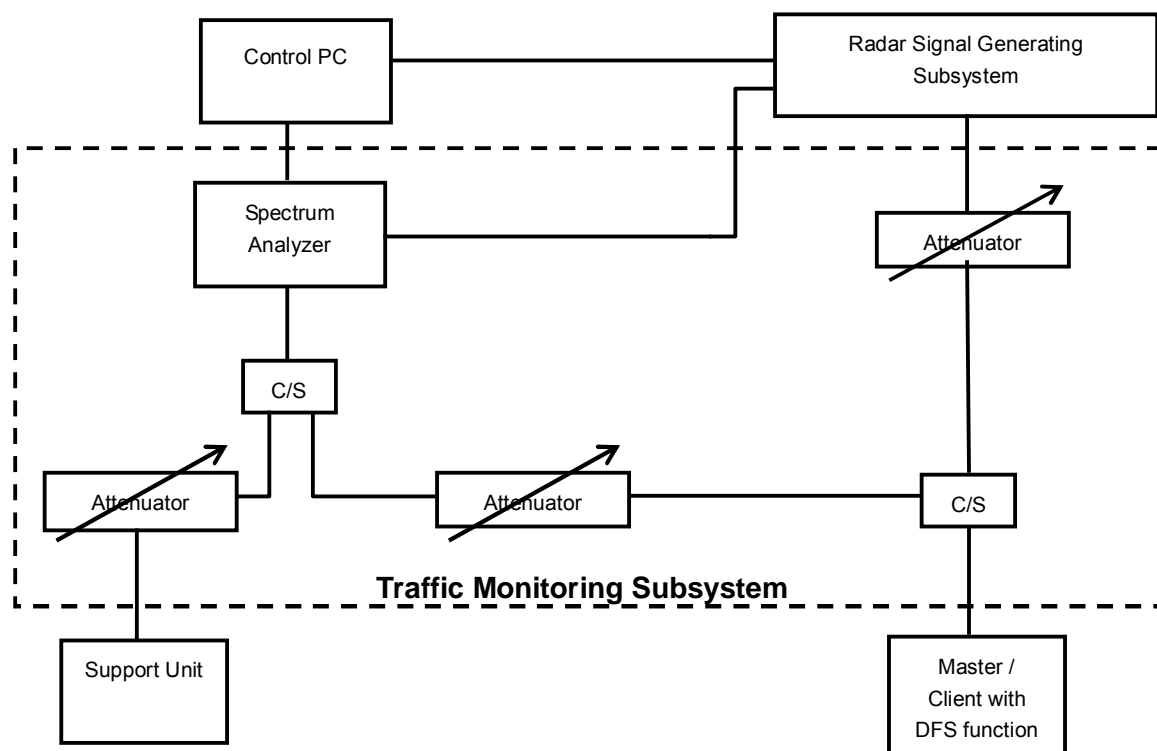 Control PC
Radar Signal Generating
Subsystem
Spectrum
Analyzer
Attenuator
C/S
Attenuator
Attenuator
C/S
Traffic Monitoring Subsystem
Support Unit
Master /
Client with
DFS function